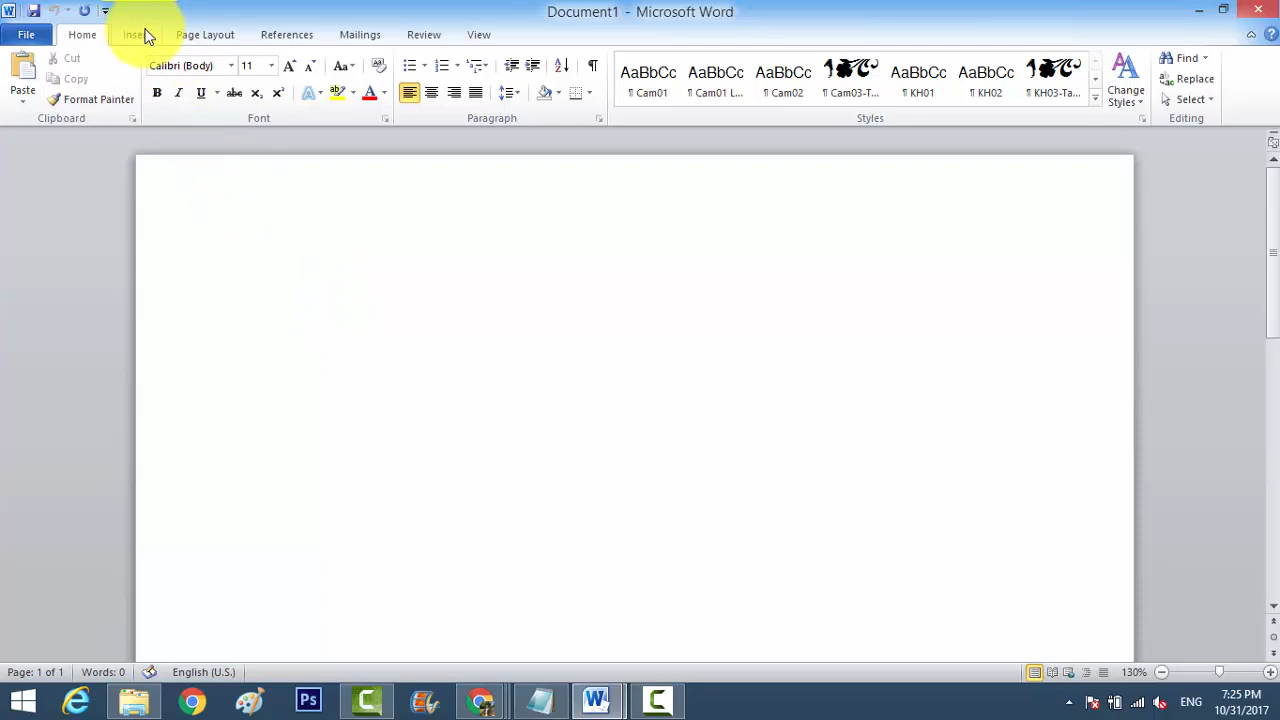 Document1 - Microsoft Word
File Home Insert Page Layout References Mailings Review View
Paste
Cut
Copy
Format Painter
Clipboard
Calibri (Body) 11
Font
Paragraph
AaBbCc AaBbCc AaBbCc AaBbCc AaBbCc
¶ Cam01 ¶ Cam01 L... ¶ Cam02 ¶ Cam03-T... ¶ KH01 ¶ KH02 ¶ KH03-Ta...
Styles
Change Styles
Find
Replace
Select
Editing
Page: 1 of 1 Words: 0 English (U.S.) 130%
Ps
ENG
7:25 PM
10/31/2017